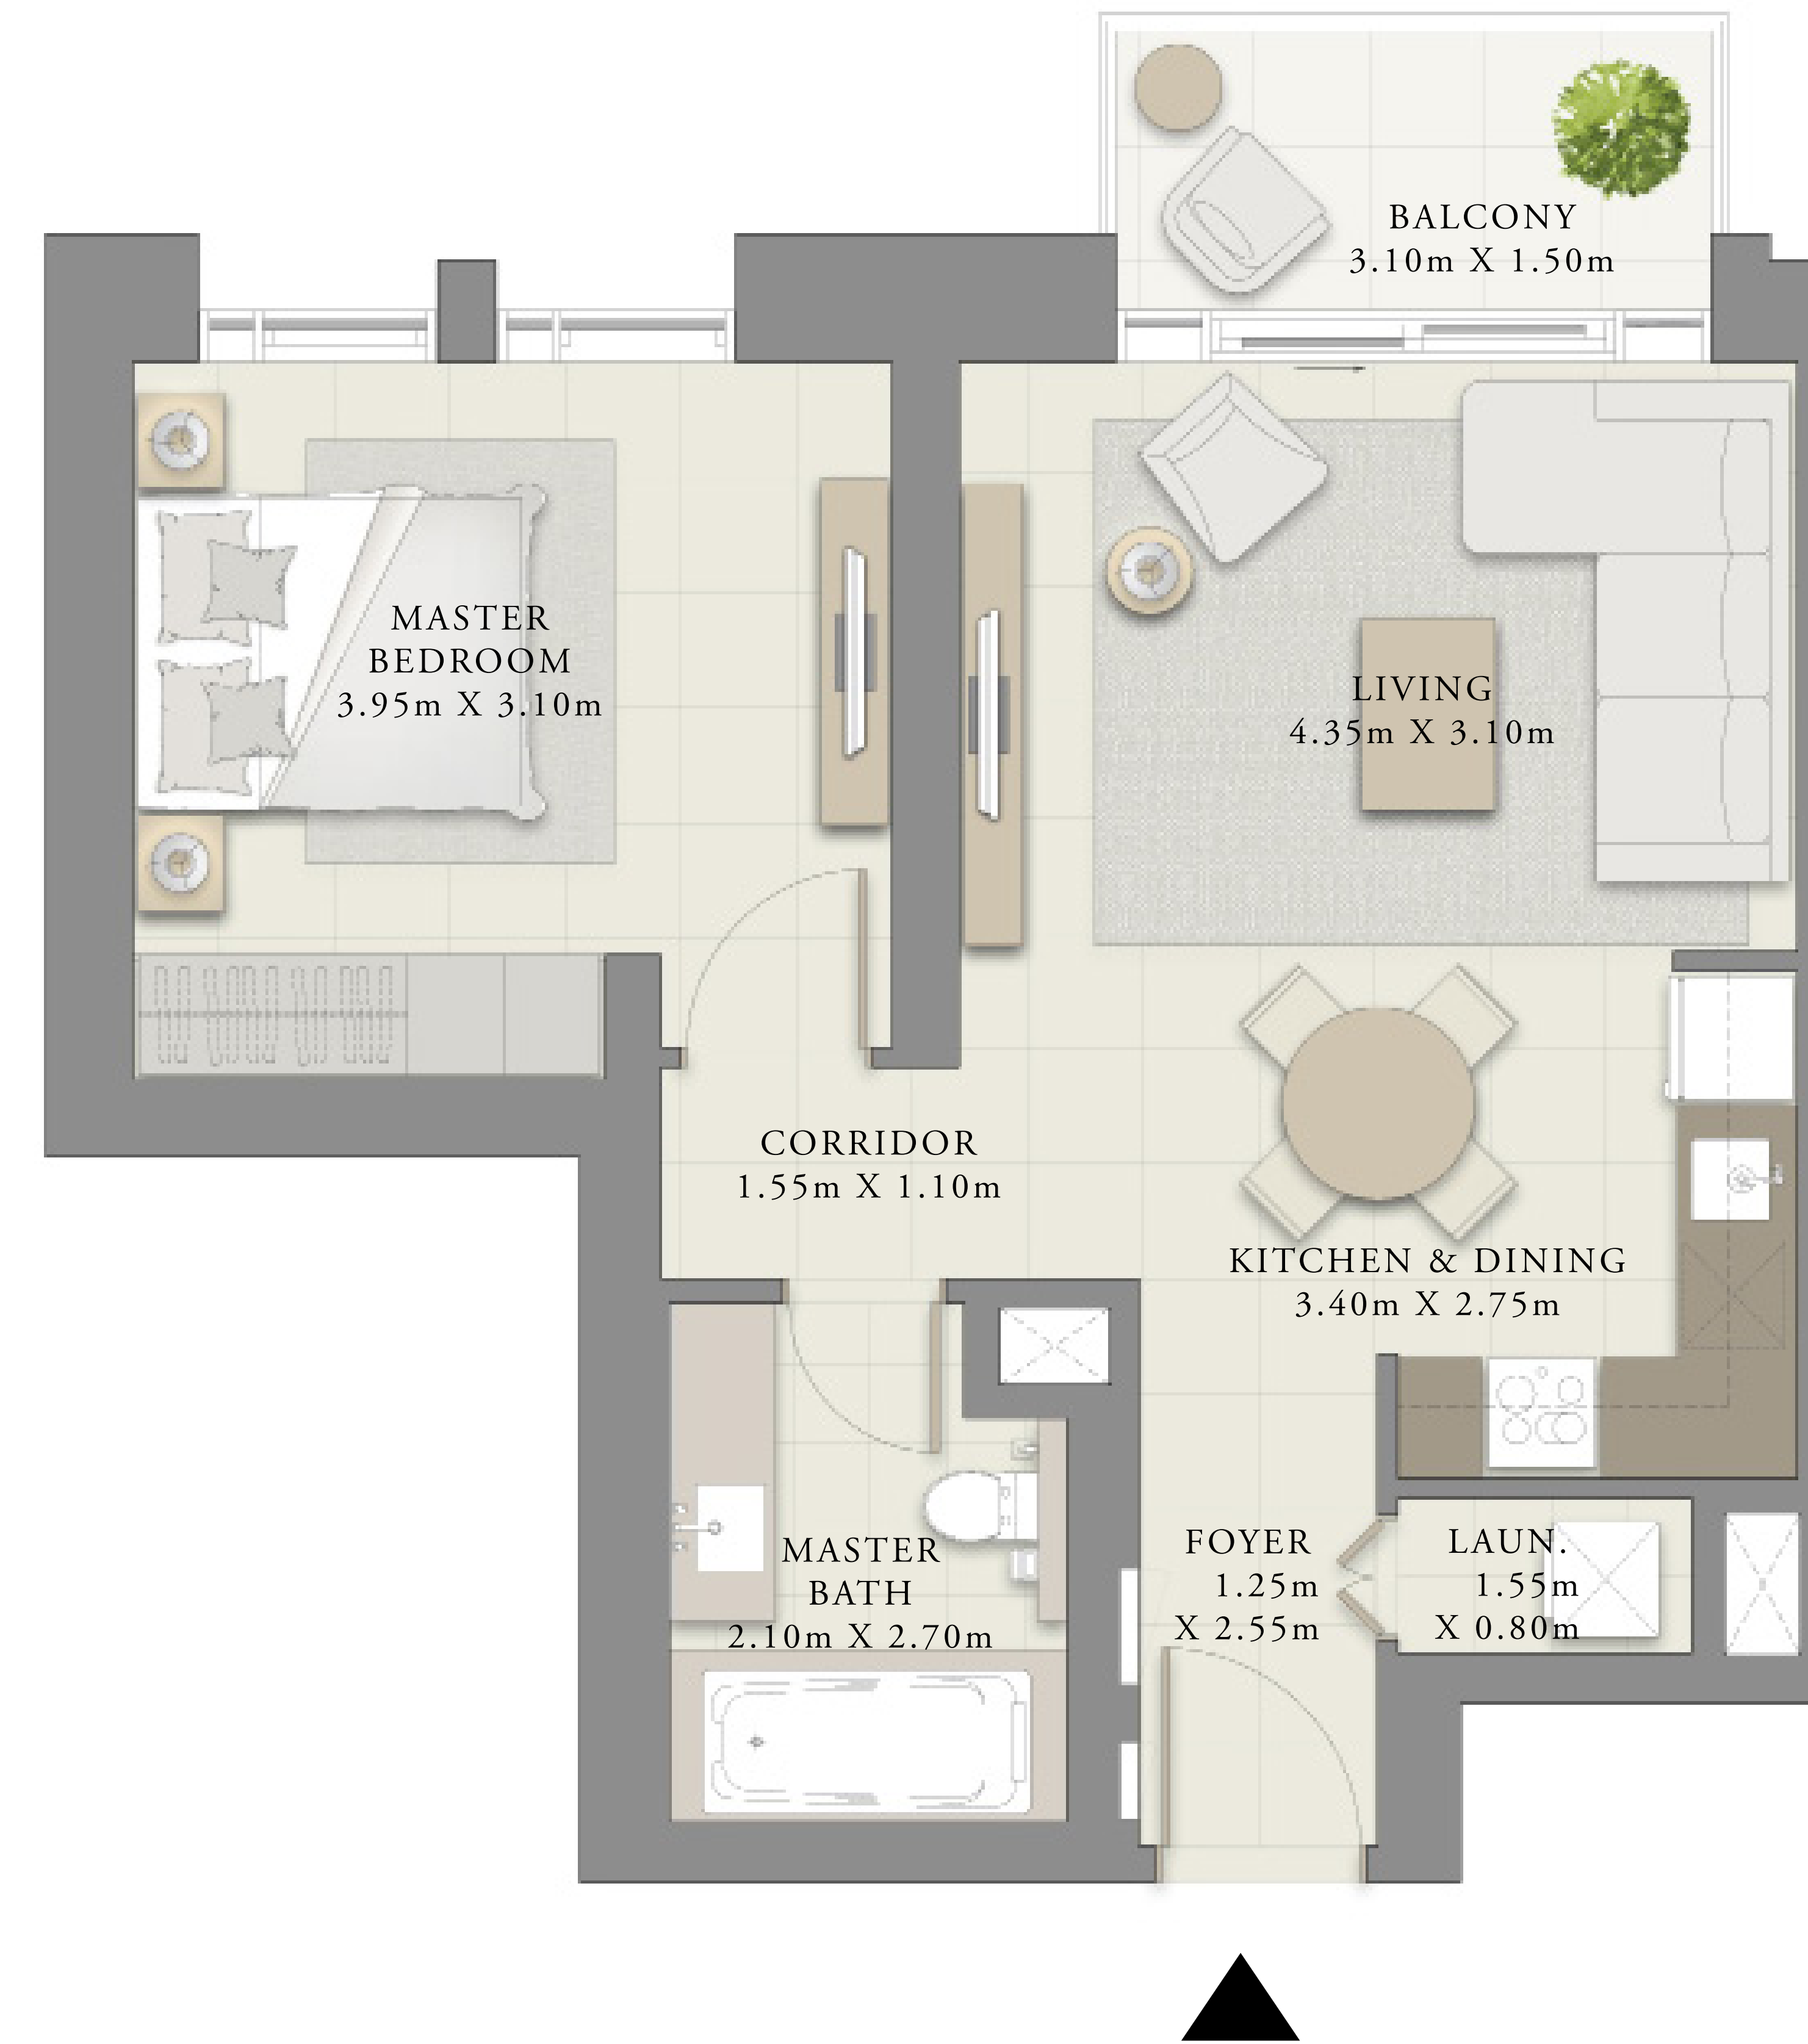 BALCONY
3.10m X 1.50m
MASTER
BEDROOM
3.95m X 3.10m
LIVING
4.35m X 3.10m
CORRIDOR
1.55m X 1.10m
KITCHEN & DINING
3.40m X 2.75m
MASTER
BATH
2.10m X 2.70m
FOYER
1.25m
X 2.55m
LAUN.
1.55m
X 0.80m